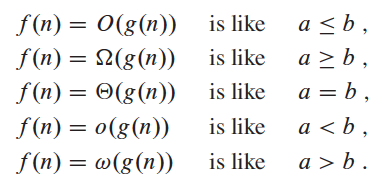 f(n) = O(g(n)) is like a ≤ b ,
f(n) = Ω(g(n)) is like a ≥ b ,
f(n) = Θ(g(n)) is like a = b ,
f(n) = o(g(n)) is like a < b ,
f(n) = ω(g(n)) is like a > b .